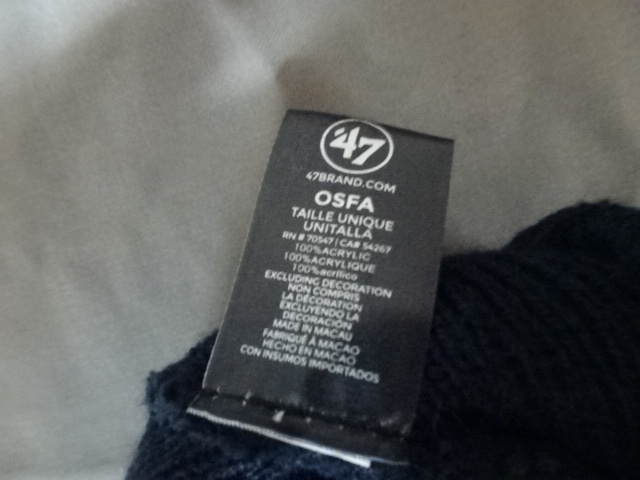 '47
47BRAND.COM
OSFA
TAILLE UNIQUE
UNITALLA
RN # 70547 | CA# 54267
100%ACRYLIC
100%ACRYLIQUE
100%acrílico
EXCLUDING DECORATION
NON COMPRIS
LA DÉCORATION
EXCLUYENDO LA
DECORACIÓN
MADE IN MACAU
FABRIQUÉ À MACAO
HECHO EN MACAO
CON INSUMOS IMPORTADOS